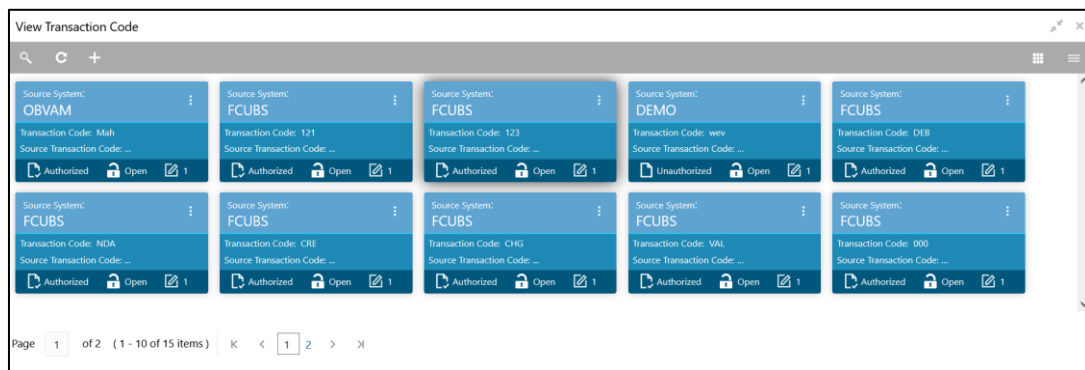 View Transaction Code
Source System:
OBVAM
Transaction Code: Mah
Source Transaction Code: ...
Authorized Open 1
Source System:
FCUBS
Transaction Code: 121
Source Transaction Code: ...
Authorized Open 1
Source System:
FCUBS
Transaction Code: 123
Source Transaction Code: ...
Authorized Open 1
Source System:
DEMO
Transaction Code: wev
Source Transaction Code: ...
Unauthorized Open 1
Source System:
FCUBS
Transaction Code: DEB
Source Transaction Code: ...
Authorized Open 1
Source System:
FCUBS
Transaction Code: NDA
Source Transaction Code: ...
Authorized Open 1
Source System:
FCUBS
Transaction Code: CRE
Source Transaction Code: ...
Authorized Open 1
Source System:
FCUBS
Transaction Code: CHG
Source Transaction Code: ...
Authorized Open 1
Source System:
FCUBS
Transaction Code: VAL
Source Transaction Code: ...
Authorized Open 1
Source System:
FCUBS
Transaction Code: 000
Source Transaction Code: ...
Authorized Open 1
Page 1 of 2 ( 1 - 10 of 15 items ) 1 2